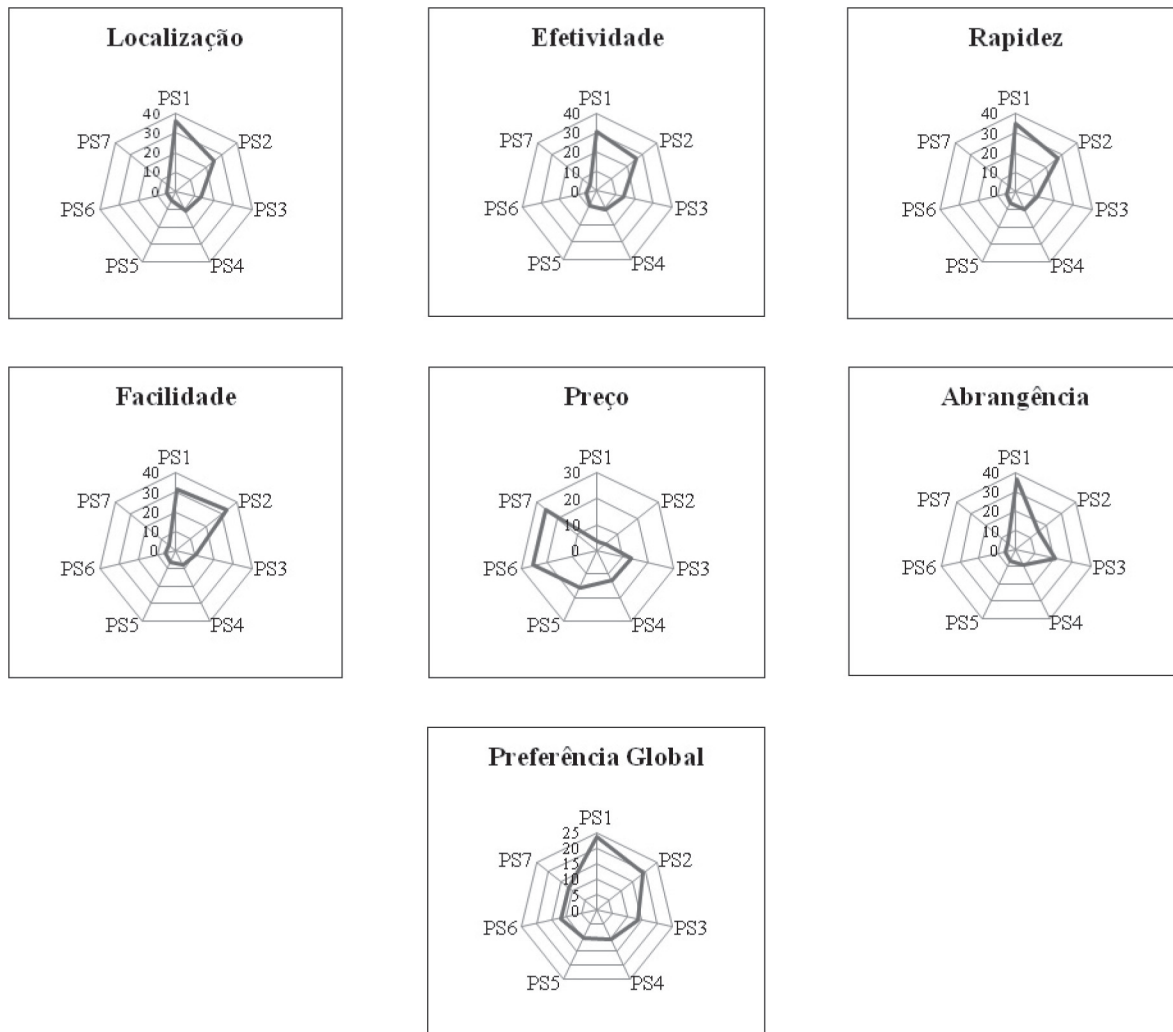 Localização
PS1
40
30
20
10
0
PS2
PS3
PS4
PS5
PS6
PS7
Efetividade
PS1
40
30
20
10
0
PS2
PS3
PS4
PS5
PS6
PS7
Rapidez
PS1
40
30
20
10
0
PS2
PS3
PS4
PS5
PS6
PS7
Facilidade
PS1
40
30
20
10
0
PS2
PS3
PS4
PS5
PS6
PS7
Preço
PS1
30
20
10
0
PS2
PS3
PS4
PS5
PS6
PS7
Abrangência
PS1
40
30
20
10
0
PS2
PS3
PS4
PS5
PS6
PS7
Preferência Global
PS1
25
20
15
10
5
0
PS2
PS3
PS4
PS5
PS6
PS7